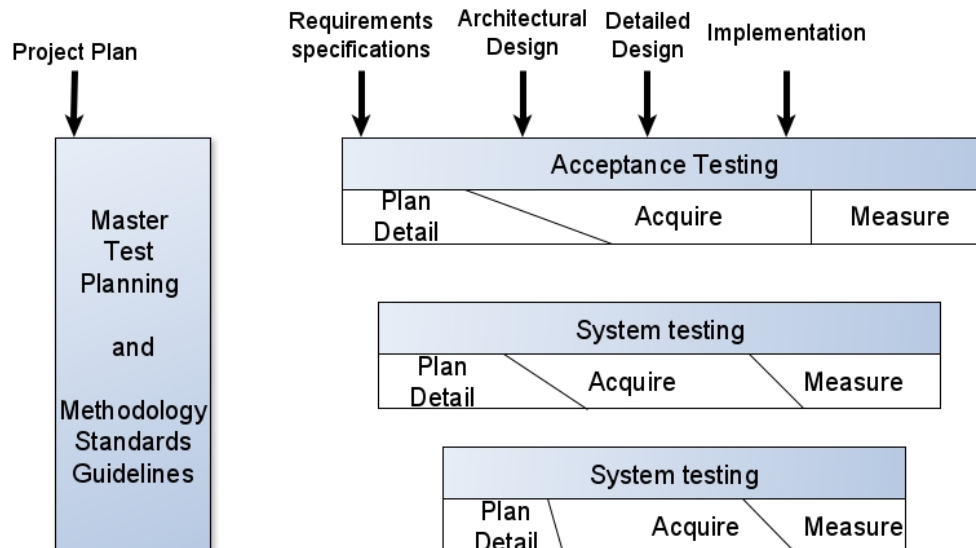 Project Plan
Requirements
specifications
Architectural
Design
Detailed
Design
Implementation
Master
Test
Planning
and
Methodology
Standards
Guidelines
Acceptance Testing
Plan
Detail
Acquire
Measure
System testing
Plan
Detail
Acquire
Measure
System testing
Plan
Detail
Acquire
Measure